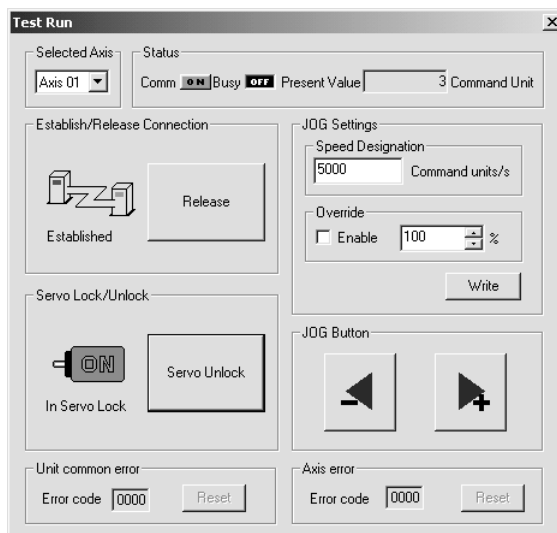 Test Run
Selected Axis
Axis 01
Status
Comm ON Busy OFF Present Value 3 Command Unit
Establish/Release Connection
Established
Release
JOG Settings
Speed Designation
5000 Command units/s
Override
Enable 100 %
Write
Servo Lock/Unlock
ON
In Servo Lock
Servo Unlock
JOG Button
-
+
Unit common error
Error code 0000 Reset
Axis error
Error code 0000 Reset